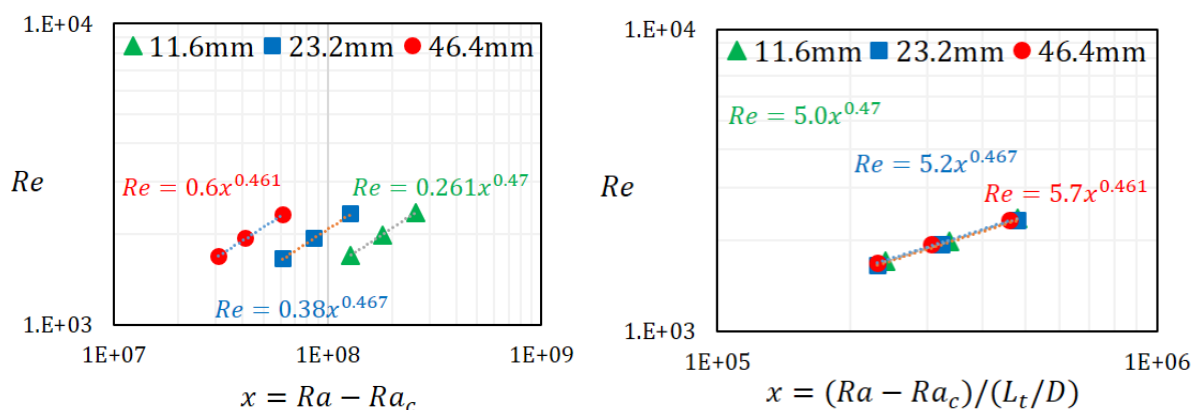 1.E+04
11.6mm 23.2mm 46.4mm
Re = 0.6x^0.461
Re = 0.261x^0.47
Re
Re = 0.38x^0.467
1.E+03
1E+07 1E+08 1E+09
x = Ra − Ra_c
1.E+04
11.6mm 23.2mm 46.4mm
Re = 5.0x^0.47
Re = 5.2x^0.467
Re
Re = 5.7x^0.461
1.E+03
1E+05 1E+06
x = (Ra − Ra_c)/(L_t/D)